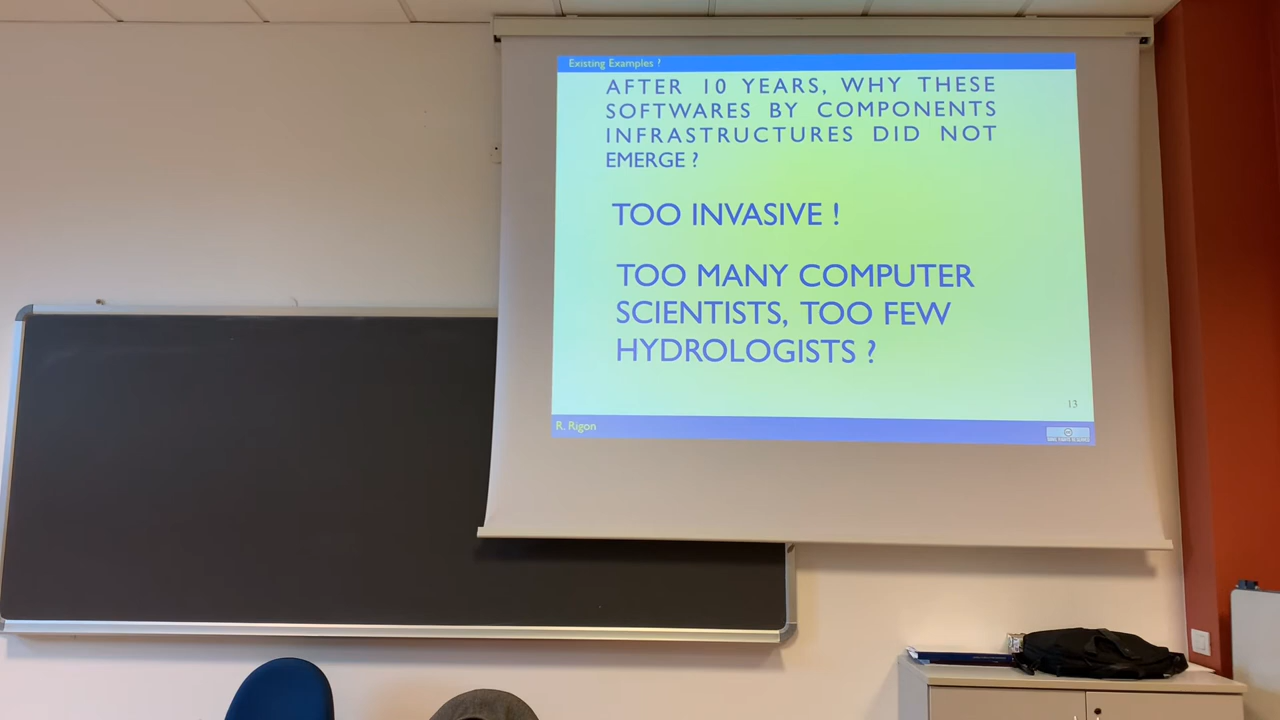 Existing Examples ?
AFTER 10 YEARS, WHY THESE
SOFTWARES BY COMPONENTS
INFRASTRUCTURES DID NOT
EMERGE ?
TOO INVASIVE !
TOO MANY COMPUTER
SCIENTISTS, TOO FEW
HYDROLOGISTS ?
13
R. Rigon